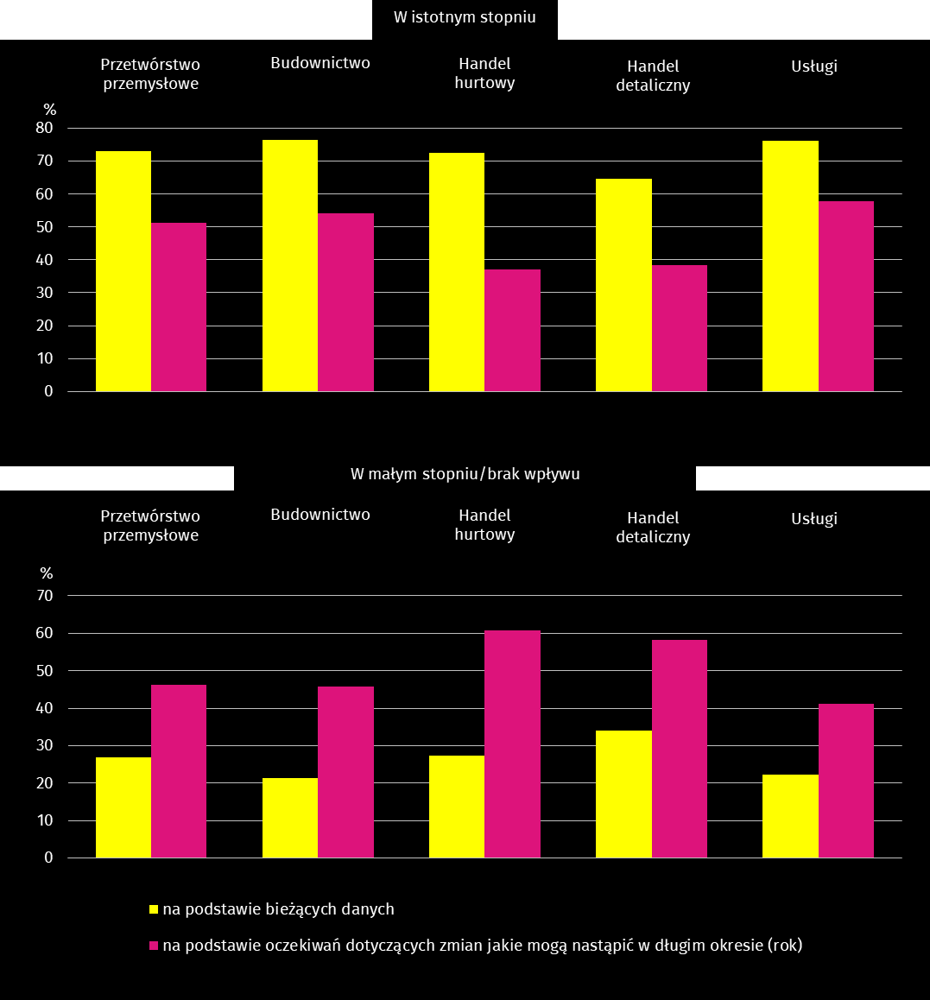 W istotnym stopniu
Przetwórstwo
przemysłowe
Budownictwo
Handel
hurtowy
Handel
detaliczny
Usługi
%
80
70
60
50
40
30
20
10
0
W małym stopniu/brak wpływu
Przetwórstwo
przemysłowe
Budownictwo
Handel
hurtowy
Handel
detaliczny
Usługi
%
70
60
50
40
30
20
10
0
na podstawie bieżących danych
na podstawie oczekiwań dotyczących zmian jakie mogą nastąpić w długim okresie (rok)